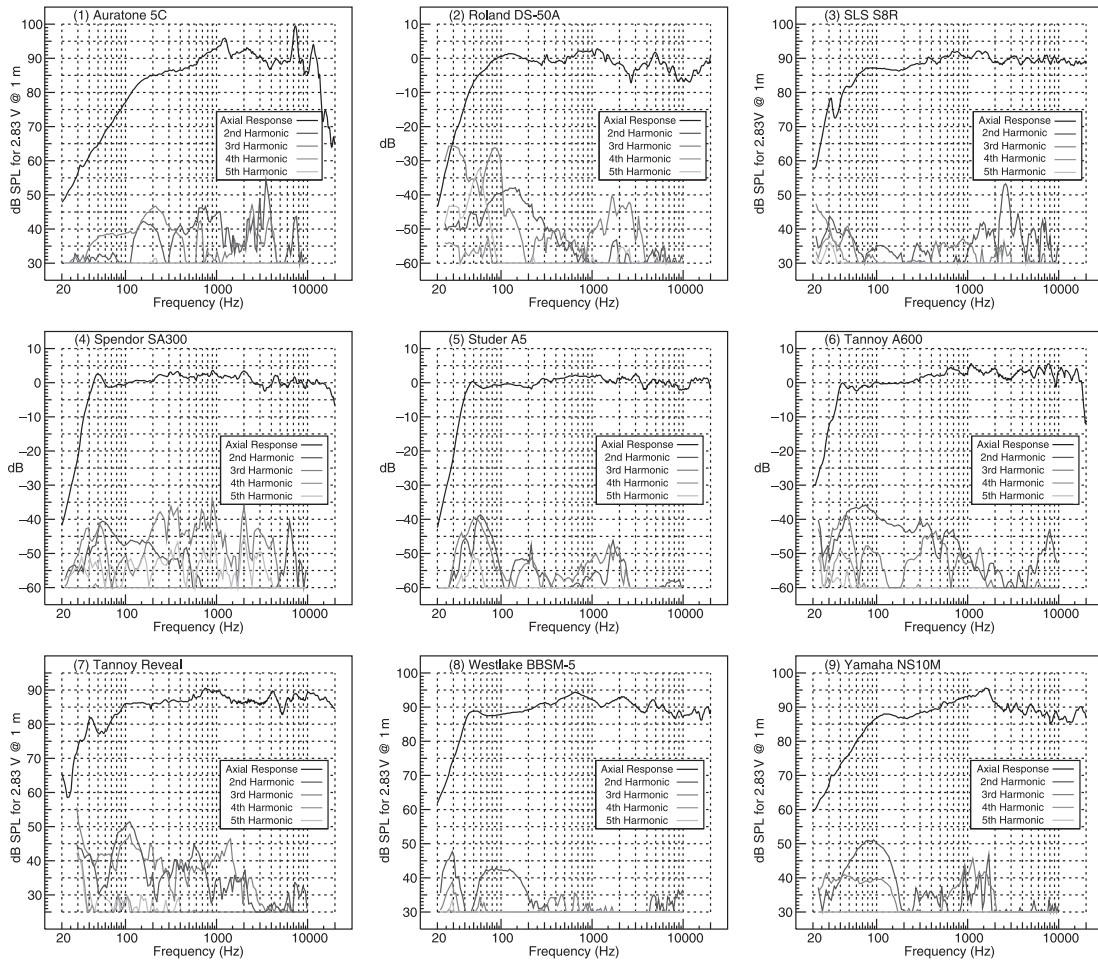 (1) Auratone 5C
100
90
80
70
60
50
40
30
dB SPL for 2.83 V @ 1 m
Axial Response
2nd Harmonic
3rd Harmonic
4th Harmonic
5th Harmonic
20 100 1000 10000
Frequency (Hz)
(2) Roland DS-50A
10
0
−10
−20
dB
−30
−40
−50
−60
Axial Response
2nd Harmonic
3rd Harmonic
4th Harmonic
5th Harmonic
20 100 1000 10000
Frequency (Hz)
(3) SLS S8R
100
90
80
70
60
50
40
30
dB SPL for 2.83V @ 1m
Axial Response
2nd Harmonic
3rd Harmonic
4th Harmonic
5th Harmonic
20 100 1000 10000
Frequency (Hz)
(4) Spendor SA300
10
0
−10
−20
dB
−30
−40
−50
−60
Axial Response
2nd Harmonic
3rd Harmonic
4th Harmonic
5th Harmonic
20 100 1000 10000
Frequency (Hz)
(5) Studer A5
10
0
−10
−20
dB
−30
−40
−50
−60
Axial Response
2nd Harmonic
3rd Harmonic
4th Harmonic
5th Harmonic
20 100 1000 10000
Frequency (Hz)
(6) Tannoy A600
10
0
−10
−20
dB
−30
−40
−50
−60
Axial Response
2nd Harmonic
3rd Harmonic
4th Harmonic
5th Harmonic
20 100 1000 10000
Frequency (Hz)
(7) Tannoy Reveal
90
80
70
60
50
40
30
dB SPL for 2.83 V @ 1 m
Axial Response
2nd Harmonic
3rd Harmonic
4th Harmonic
5th Harmonic
20 100 1000 10000
Frequency (Hz)
(8) Westlake BBSM-5
100
90
80
70
60
50
40
30
dB SPL for 2.83 V @ 1 m
Axial Response
2nd Harmonic
3rd Harmonic
4th Harmonic
5th Harmonic
20 100 1000 10000
Frequency (Hz)
(9) Yamaha NS10M
100
90
80
70
60
50
40
30
dB SPL for 2.83 V @ 1 m
Axial Response
2nd Harmonic
3rd Harmonic
4th Harmonic
5th Harmonic
20 100 1000 10000
Frequency (Hz)